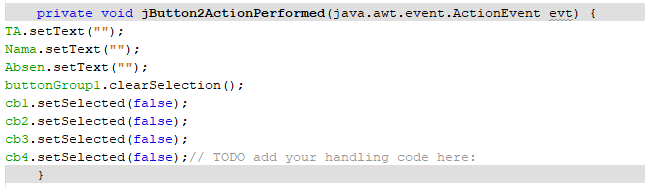 private void jButton2ActionPerformed(java.awt.event.ActionEvent evt) {
TA.setText("");
Nama.setText("");
Absen.setText("");
buttonGroup1.clearSelection();
cb1.setSelected(false);
cb2.setSelected(false);
cb3.setSelected(false);
cb4.setSelected(false);// TODO add your handling code here:
}